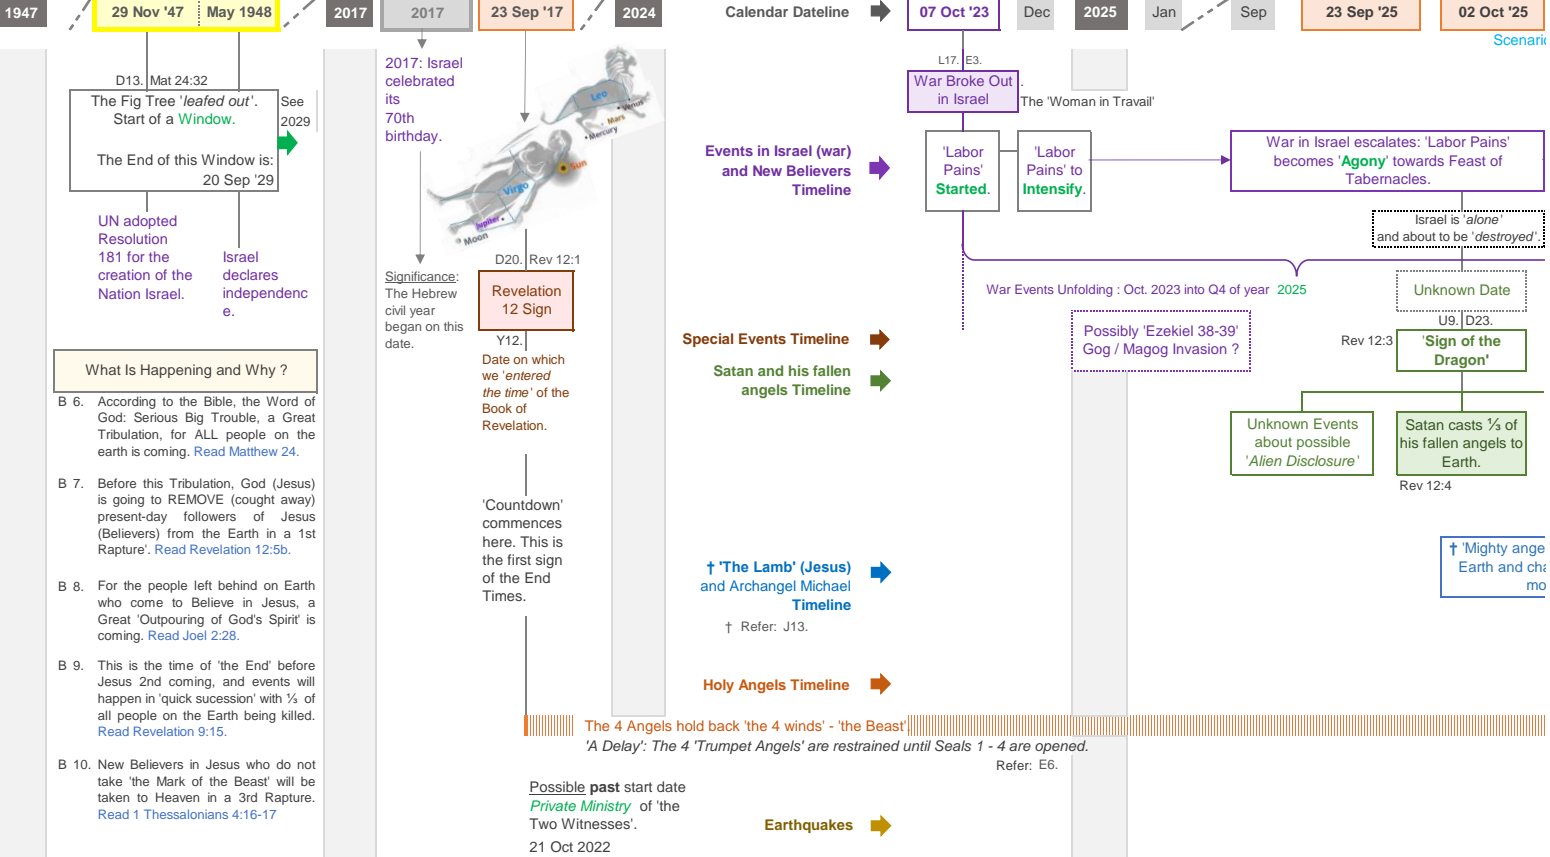 1947
29 Nov '47
May 1948
2017
2017
23 Sep '17
2024
Calendar Dateline
07 Oct '23
Dec
2025
Jan
Sep
23 Sep '25
02 Oct '25
Scenario
D13. Mat 24:32
The Fig Tree 'leafed out'.
Start of a Window.
The End of this Window is:
20 Sep '29
See
2029
UN adopted
Resolution
181 for the
creation of the
Nation Israel.
Israel
declares
independenc
e.
2017: Israel
celebrated
its
70th
birthday.
Leo
Venus
Mars
Mercury
Sun
Virgo
Jupiter
Moon
Significance:
The Hebrew
civil year
began on this
date.
D20. Rev 12:1
Revelation
12 Sign
Y12.
Date on which
we 'entered
the time' of the
Book of
Revelation.
'Countdown'
commences
here. This is
the first sign
of the End
Times.
What Is Happening and Why ?
B 6. According to the Bible, the Word of
God: Serious Big Trouble, a Great
Tribulation, for ALL people on the
earth is coming. Read Matthew 24.
B 7. Before this Tribulation, God (Jesus)
is going to REMOVE (cought away)
present-day followers of Jesus
(Believers) from the Earth in a 1st
Rapture'. Read Revelation 12:5b.
B 8. For the people left behind on Earth
who come to Believe in Jesus, a
Great 'Outpouring of God's Spirit' is
coming. Read Joel 2:28.
B 9. This is the time of 'the End' before
Jesus 2nd coming, and events will
happen in 'quick sucession' with ⅓ of
all people on the Earth being killed.
Read Revelation 9:15.
B 10. New Believers in Jesus who do not
take 'the Mark of the Beast' will be
taken to Heaven in a 3rd Rapture.
Read 1 Thessalonians 4:16-17
L17. E3.
War Broke Out
in Israel
.
The 'Woman in Travail'
Events in Israel (war)
and New Believers
Timeline
'Labor
Pains'
Started.
'Labor
Pains' to
Intensify.
War in Israel escalates: 'Labor Pains'
becomes 'Agony' towards Feast of
Tabernacles.
Israel is 'alone'
and about to be 'destroyed'.
War Events Unfolding : Oct. 2023 into Q4 of year 2025
Unknown Date
U9. D23.
Special Events Timeline
Possibly 'Ezekiel 38-39'
Gog / Magog Invasion ?
Rev 12:3
'Sign of the
Dragon'
Satan and his fallen
angels Timeline
Unknown Events
about possible
'Alien Disclosure'
Satan casts ⅓ of
his fallen angels to
Earth.
Rev 12:4
† 'The Lamb' (Jesus)
and Archangel Michael
Timeline
† Refer: J13.
† 'Mighty ange
Earth and cha
mo
Holy Angels Timeline
The 4 Angels hold back 'the 4 winds' - 'the Beast'.
'A Delay': The 4 'Trumpet Angels' are restrained until Seals 1 - 4 are opened.
Refer: E6.
Possible past start date
Private Ministry of 'the
Two Witnesses'.
21 Oct 2022
Earthquakes